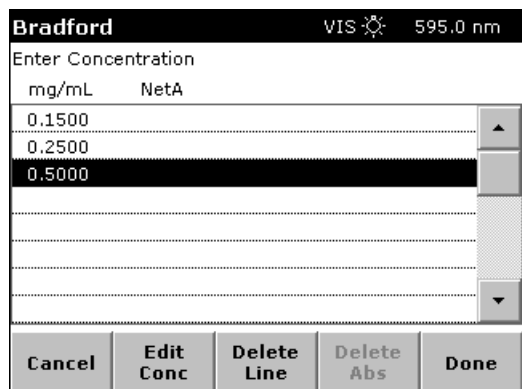 Bradford VIS 595.0 nm
Enter Concentration
mg/mL NetA
0.1500
0.2500
0.5000
Cancel Edit Conc Delete Line Delete Abs Done